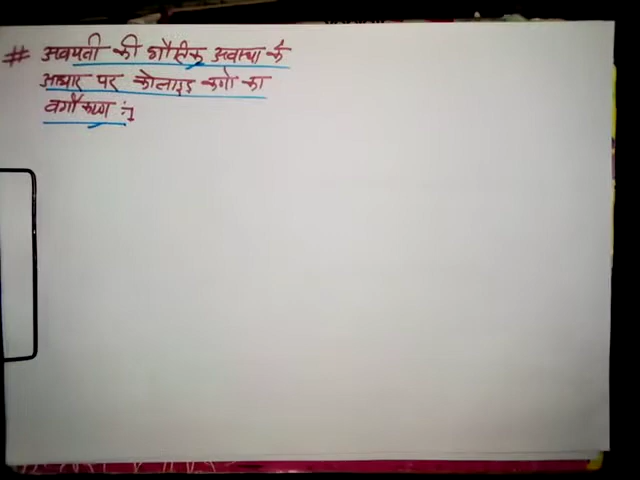 # अवयवों की भौतिक अवस्था के
आधार पर कोलाइड कणों का
वर्गीकरण :-